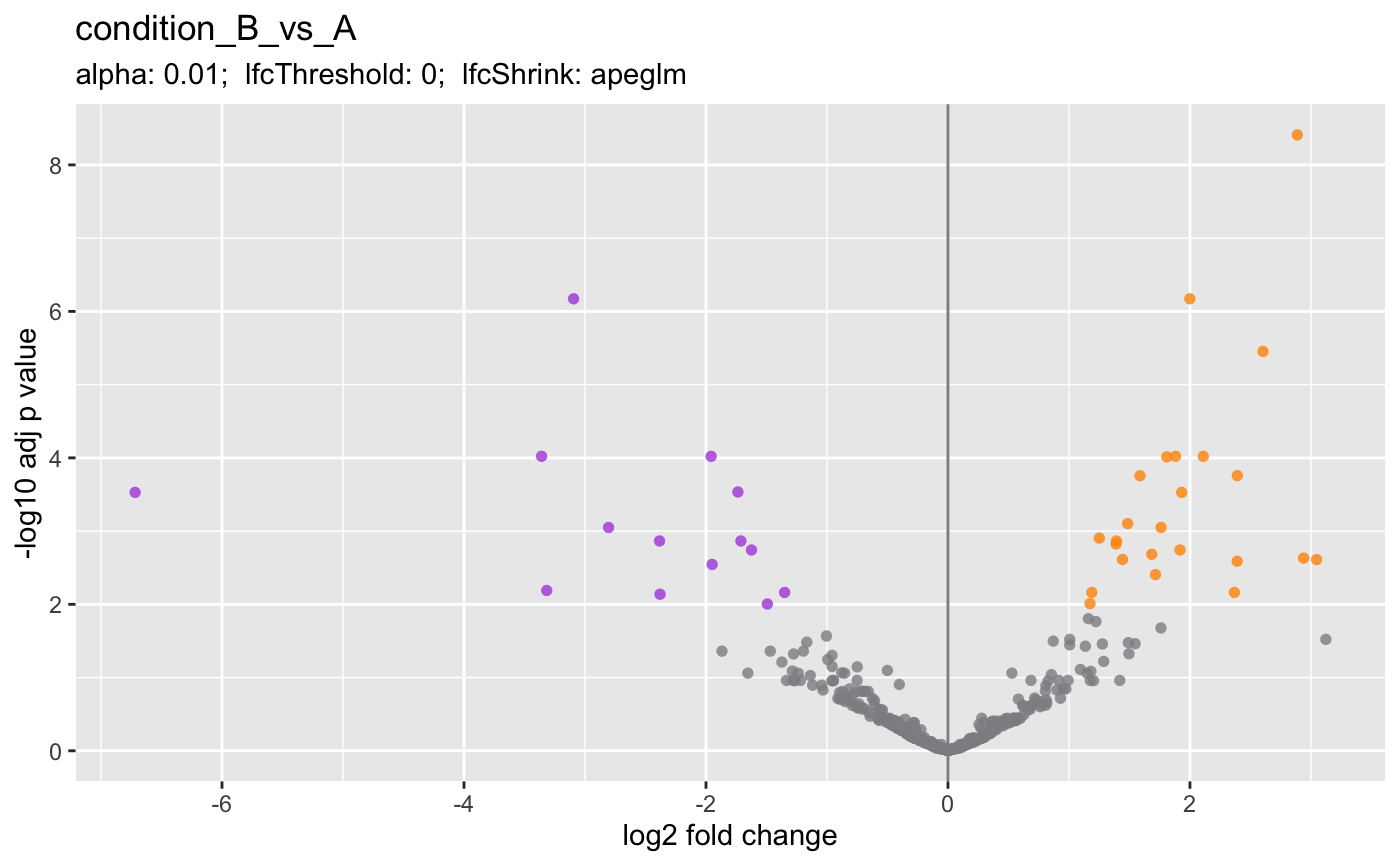 condition_B_vs_A
alpha: 0.01;  lfcThreshold: 0;  lfcShrink: apeglm
8
6
4
2
0
-log10 adj p value
-6
-4
-2
0
2
log2 fold change